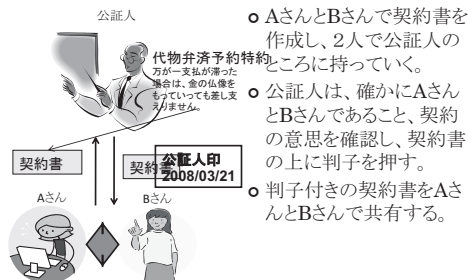 公証人
代物弁済予約特約
万が一支払が滞った
場合は、金の仏像を
もっていっても差し支
えりません。
契約書
契約書
公証人印
2008/03/21
Aさん
Bさん
AさんとBさんで契約書を
作成し、2人で公証人の
ところに持っていく。
公証人は、確かにAさん
とBさんであること、契約
の意思を確認し、契約書
の上に判子を押す。
判子付きの契約書をAさ
んとBさんで共有する。